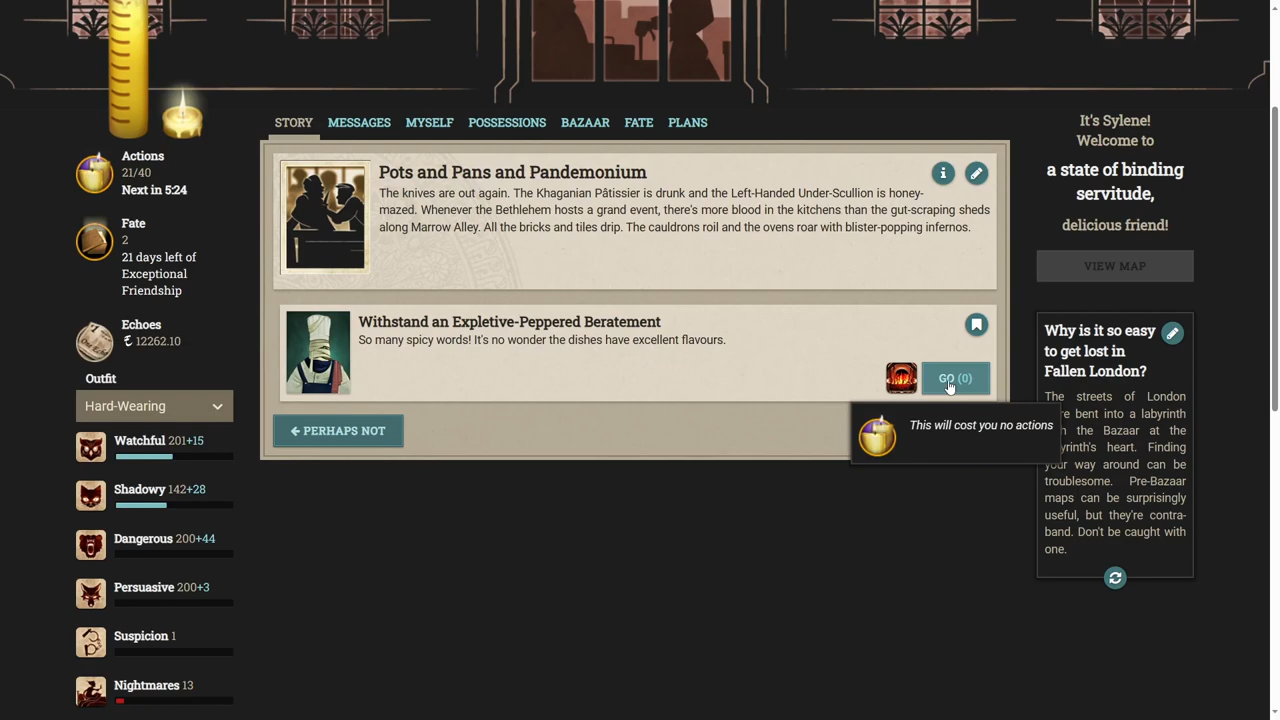 STORY MESSAGES MYSELF POSSESSIONS BAZAAR FATE PLANS
Actions
21/40
Next in 5:24
Fate
2
21 days left of
Exceptional
Friendship
Echoes
12262.10
Outfit
Hard-Wearing
Watchful 201+15
Shadowy 142+28
Dangerous 200+44
Persuasive 200+3
Suspicion 1
Nightmares 13
Pots and Pans and Pandemonium
The knives are out again. The Khaganian Pâtissier is drunk and the Left-Handed Under-Scullion is honey-
mazed. Whenever the Bethlehem hosts a grand event, there's more blood in the kitchens than the gut-scraping sheds
along Marrow Alley. All the bricks and tiles drip. The cauldrons roil and the ovens roar with blister-popping infernos.
Withstand an Expletive-Peppered Beratement
So many spicy words! It's no wonder the dishes have excellent flavours.
GO (0)
This will cost you no actions
PERHAPS NOT
It's Sylene!
Welcome to
a state of binding
servitude,
delicious friend!
VIEW MAP
Why is it so easy
to get lost in
Fallen London?
The streets of London
are bent into a labyrinth
the Bazaar at the
heart. Finding
your way around can be
troublesome. Pre-Bazaar
maps can be surprisingly
useful, but they're contra-
band. Don't be caught with
one.